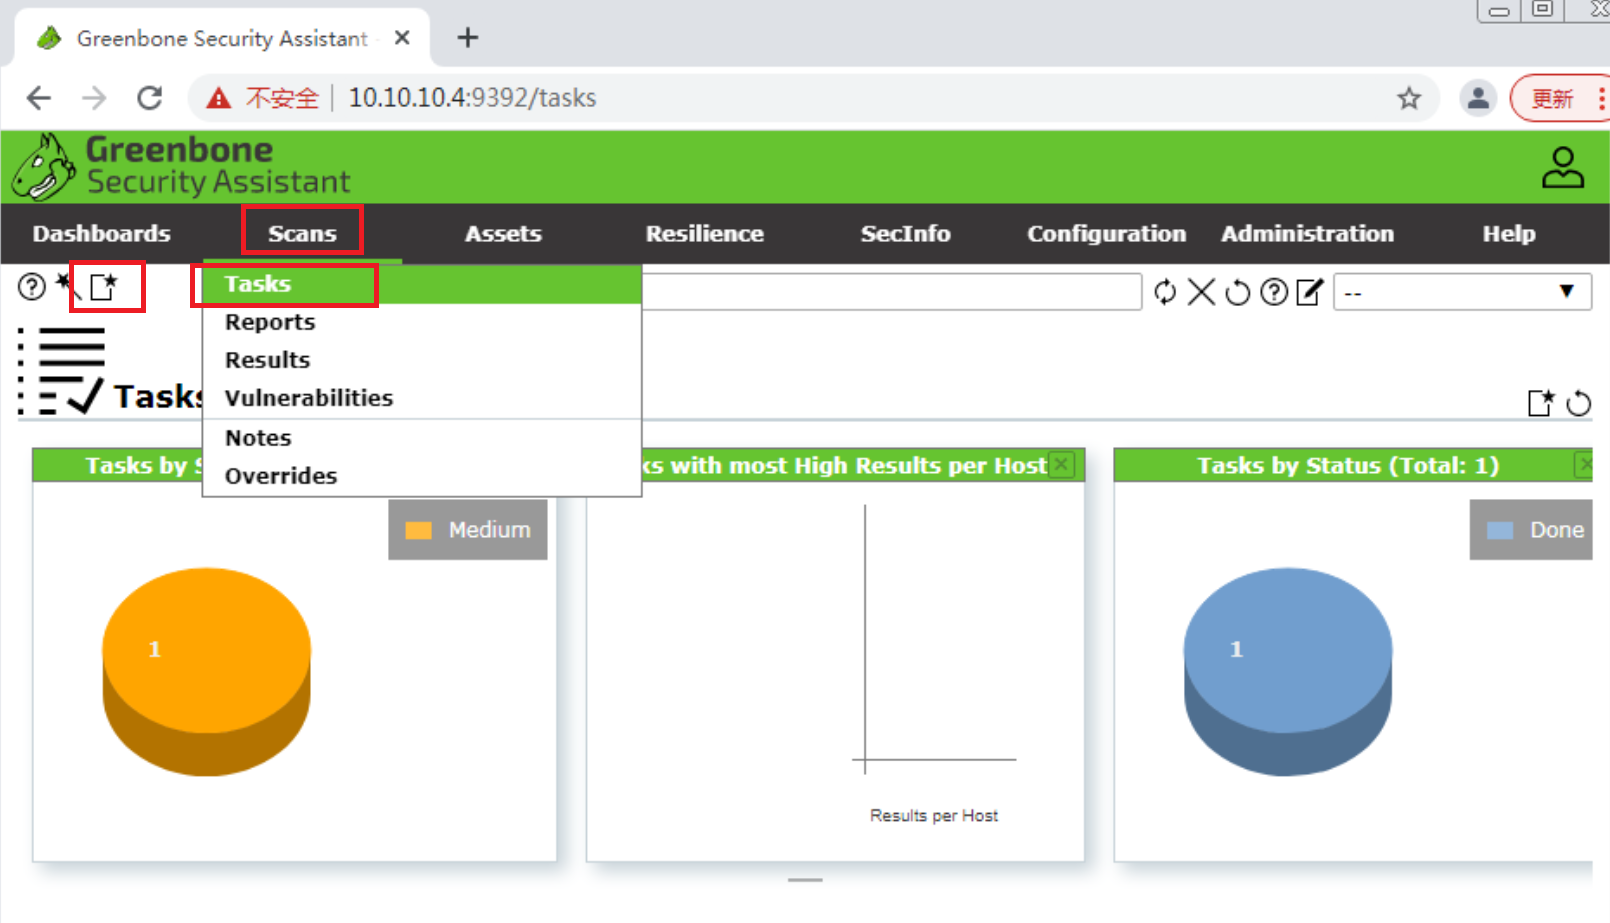 Greenbone Security Assistant -
不安全 10.10.10.4:9392/tasks
更新
Greenbone
Security Assistant
Dashboards Scans Assets Resilience SecInfo Configuration Administration Help
Tasks
--
Reports
Results
Vulnerabilities
Tasks
Notes
Overrides
Tasks by S
ks with most High Results per Host
Tasks by Status (Total: 1)
Medium
Done
1
1
Results per Host